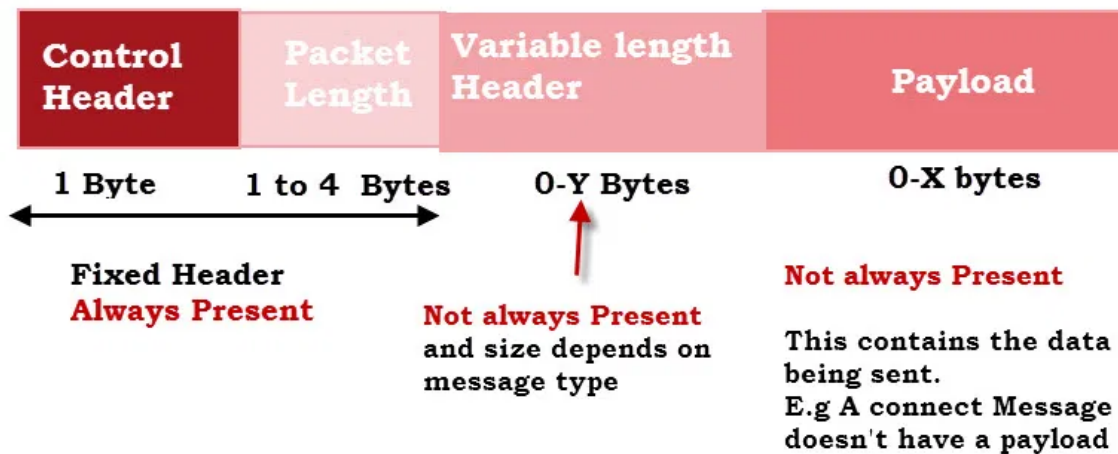 Control
Header
Packet
Length
Variable length
Header
Payload
1 Byte
1 to 4 Bytes
0-Y Bytes
0-X bytes
Fixed Header
Always Present
Not always Present
and size depends on
message type
Not always Present
This contains the data
being sent.
E.g A connect Message
doesn't have a payload